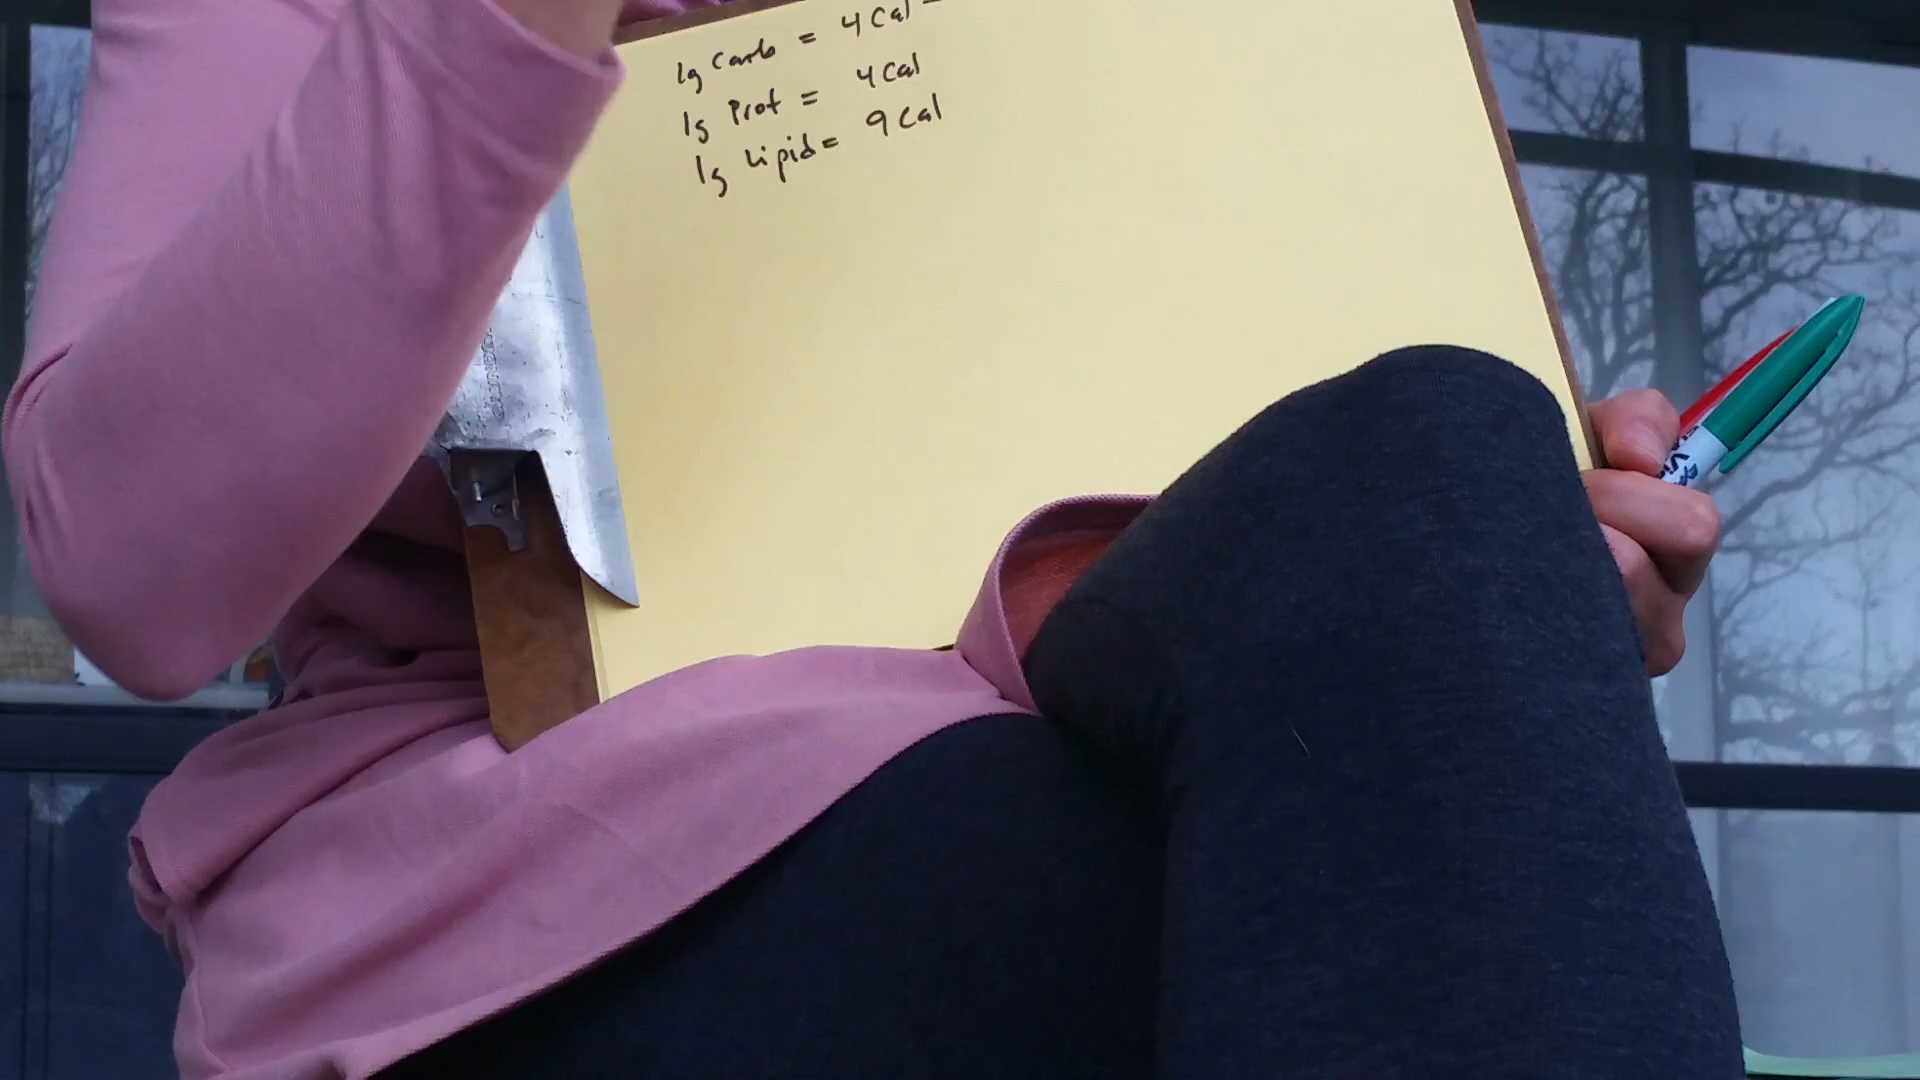 1g Carb = 4 Cal –
1g Prot = 4 Cal
1g Lipid = 9 Cal